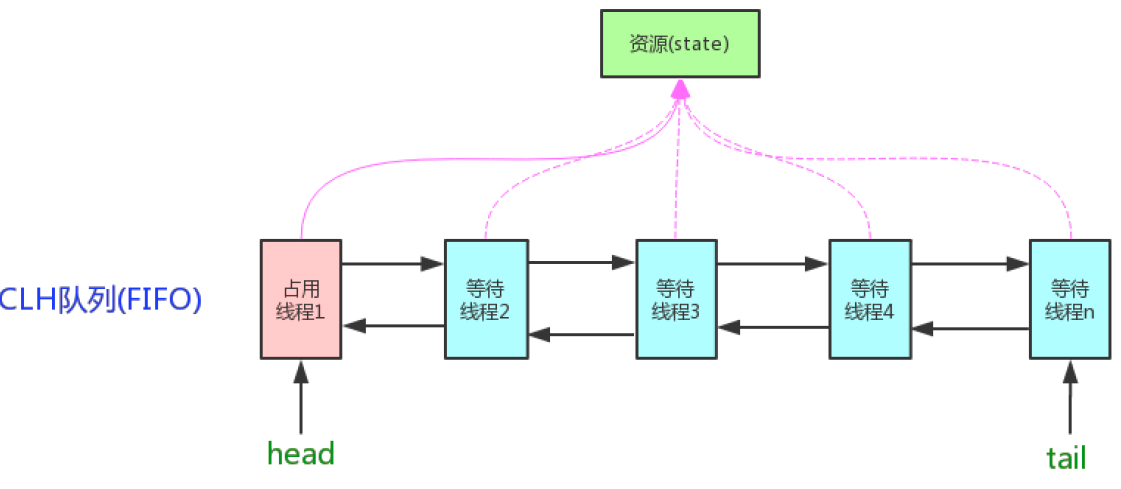 资源(state)
占用
线程1
等待
线程2
等待
线程3
等待
线程4
等待
线程n
CLH队列(FIFO)
head
tail